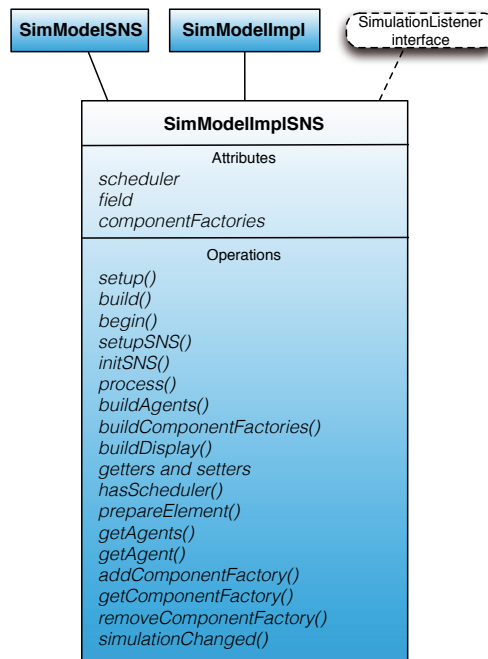 SimModelSNS
SimModelImpl
SimulationListener
interface
SimModelImplSNS
Attributes
scheduler
field
componentFactories
Operations
setup()
build()
begin()
setupSNS()
initSNS()
process()
buildAgents()
buildComponentFactories()
buildDisplay()
getters and setters
hasScheduler()
prepareElement()
getAgents()
getAgent()
addComponentFactory()
getComponentFactory()
removeComponentFactory()
simulationChanged()